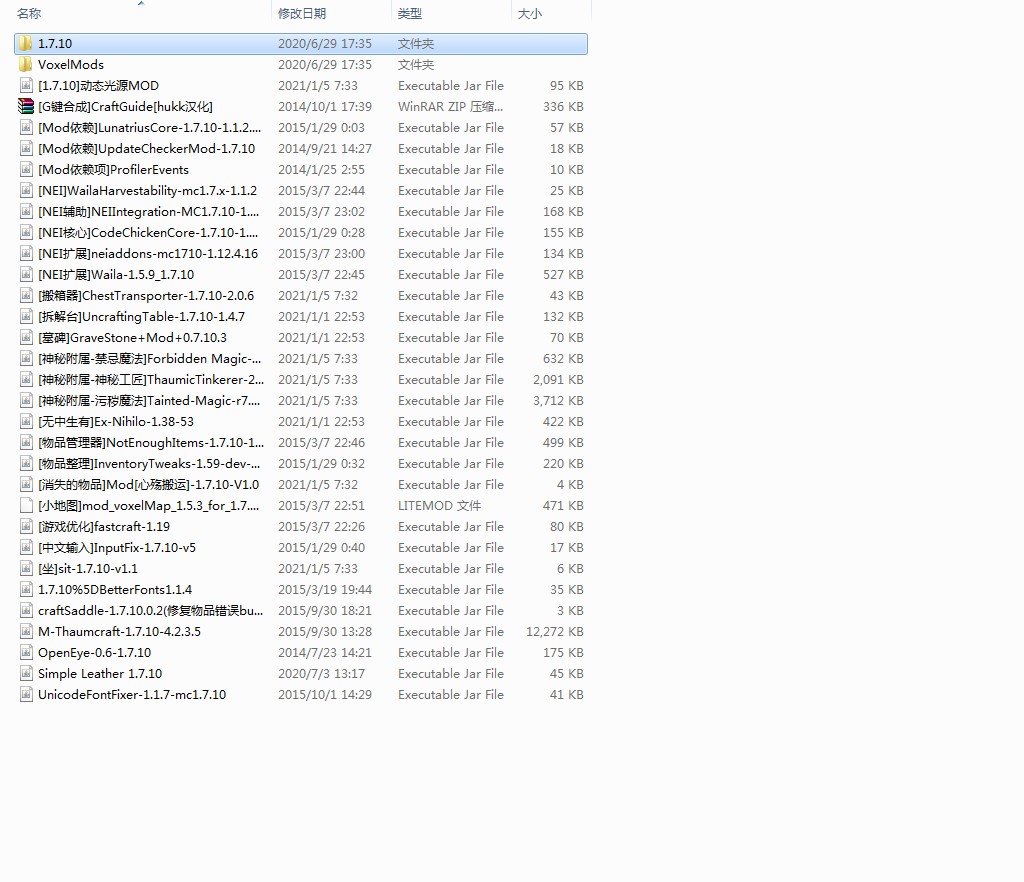 名称 修改日期 类型 大小
1.7.10 2020/6/29 17:35 文件夹
VoxelMods 2020/6/29 17:35 文件夹
[1.7.10]动态光源MOD 2021/1/5 7:33 Executable Jar File 95 KB
[G键合成]CraftGuide[hukk汉化] 2014/10/1 17:39 WinRAR ZIP 压缩... 336 KB
[Mod依赖]LunatriusCore-1.7.10-1.1.2.... 2015/1/29 0:03 Executable Jar File 57 KB
[Mod依赖]UpdateCheckerMod-1.7.10 2014/9/21 14:27 Executable Jar File 18 KB
[Mod依赖项]ProfilerEvents 2014/1/25 2:55 Executable Jar File 10 KB
[NEI]WailaHarvestability-mc1.7.x-1.1.2 2015/3/7 22:44 Executable Jar File 25 KB
[NEI辅助]NEIIntegration-MC1.7.10-1.... 2015/3/7 23:02 Executable Jar File 168 KB
[NEI核心]CodeChickenCore-1.7.10-1.... 2015/1/29 0:28 Executable Jar File 155 KB
[NEI扩展]neiaddons-mc1710-1.12.4.16 2015/3/7 23:00 Executable Jar File 134 KB
[NEI扩展]Waila-1.5.9_1.7.10 2015/3/7 22:45 Executable Jar File 527 KB
[搬箱器]ChestTransporter-1.7.10-2.0.6 2021/1/5 7:32 Executable Jar File 43 KB
[拆解台]UncraftingTable-1.7.10-1.4.7 2021/1/1 22:53 Executable Jar File 132 KB
[墓碑]GraveStone+Mod+0.7.10.3 2021/1/1 22:53 Executable Jar File 70 KB
[神秘附属-禁忌魔法]Forbidden Magic-... 2021/1/5 7:33 Executable Jar File 632 KB
[神秘附属-神秘工匠]ThaumicTinkerer-2... 2021/1/5 7:33 Executable Jar File 2,091 KB
[神秘附属-污秽魔法]Tainted-Magic-r7.... 2021/1/5 7:33 Executable Jar File 3,712 KB
[无中生有]Ex-Nihilo-1.38-53 2021/1/1 22:53 Executable Jar File 422 KB
[物品管理器]NotEnoughItems-1.7.10-1... 2015/3/7 22:46 Executable Jar File 499 KB
[物品整理]InventoryTweaks-1.59-dev-... 2015/1/29 0:32 Executable Jar File 220 KB
[消失的物品]Mod[心殇搬运]-1.7.10-V1.0 2021/1/5 7:32 Executable Jar File 4 KB
[小地图]mod_voxelMap_1.5.3_for_1.7.... 2015/3/7 22:51 LITEMOD 文件 471 KB
[游戏优化]fastcraft-1.19 2015/3/7 22:26 Executable Jar File 80 KB
[中文输入]InputFix-1.7.10-v5 2015/1/29 0:40 Executable Jar File 17 KB
[坐]sit-1.7.10-v1.1 2021/1/5 7:33 Executable Jar File 6 KB
1.7.10%5DBetterFonts1.1.4 2015/3/19 19:44 Executable Jar File 35 KB
craftSaddle-1.7.10.0.2(修复物品错误bu... 2015/9/30 18:21 Executable Jar File 3 KB
M-Thaumcraft-1.7.10-4.2.3.5 2015/9/30 13:28 Executable Jar File 12,272 KB
OpenEye-0.6-1.7.10 2014/7/23 14:21 Executable Jar File 175 KB
Simple Leather 1.7.10 2020/7/3 13:17 Executable Jar File 45 KB
UnicodeFontFixer-1.1.7-mc1.7.10 2015/10/1 14:29 Executable Jar File 41 KB